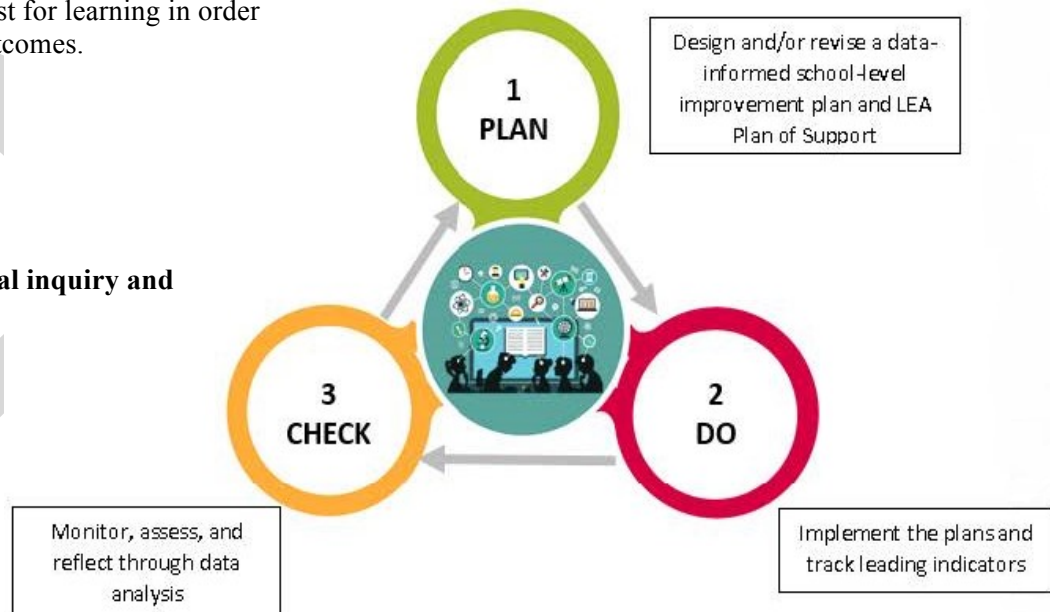 st for learning in order
tcomes.
al inquiry and
1
PLAN
Design and/or revise a data-
informed school-level
improvement plan and LEA
Plan of Support
2
DO
Implement the plans and
track leading indicators
3
CHECK
Monitor, assess, and
reflect through data
analysis